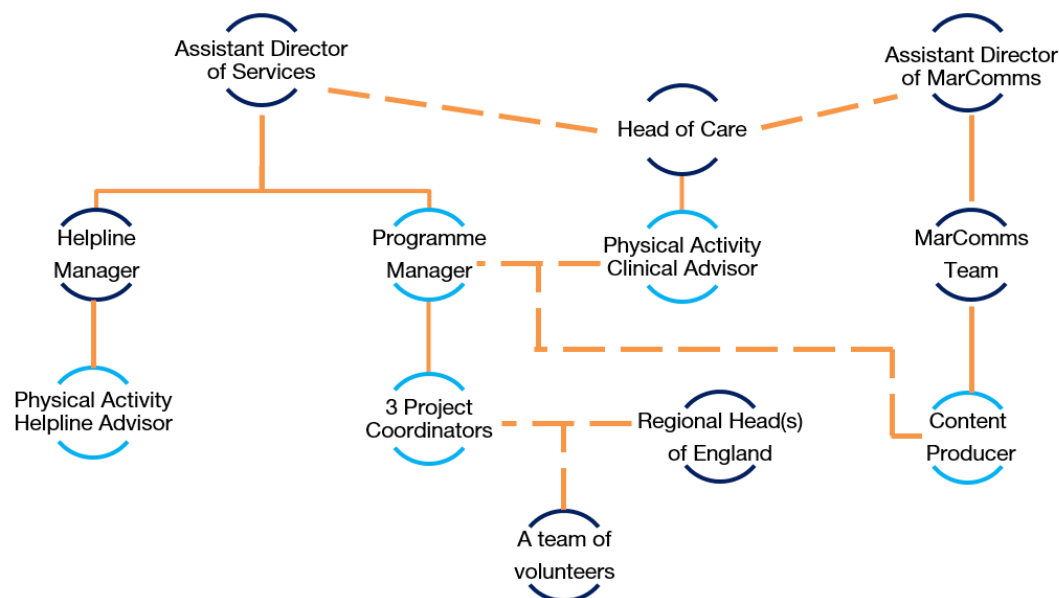 Assistant Director
of Services
Assistant Director
of MarComms
Head of Care
Helpline
Manager
Programme
Manager
Physical Activity
Clinical Advisor
MarComms
Team
Physical Activity
Helpline Advisor
3 Project
Coordinators
Regional Head(s)
of England
Content
Producer
A team of
volunteers